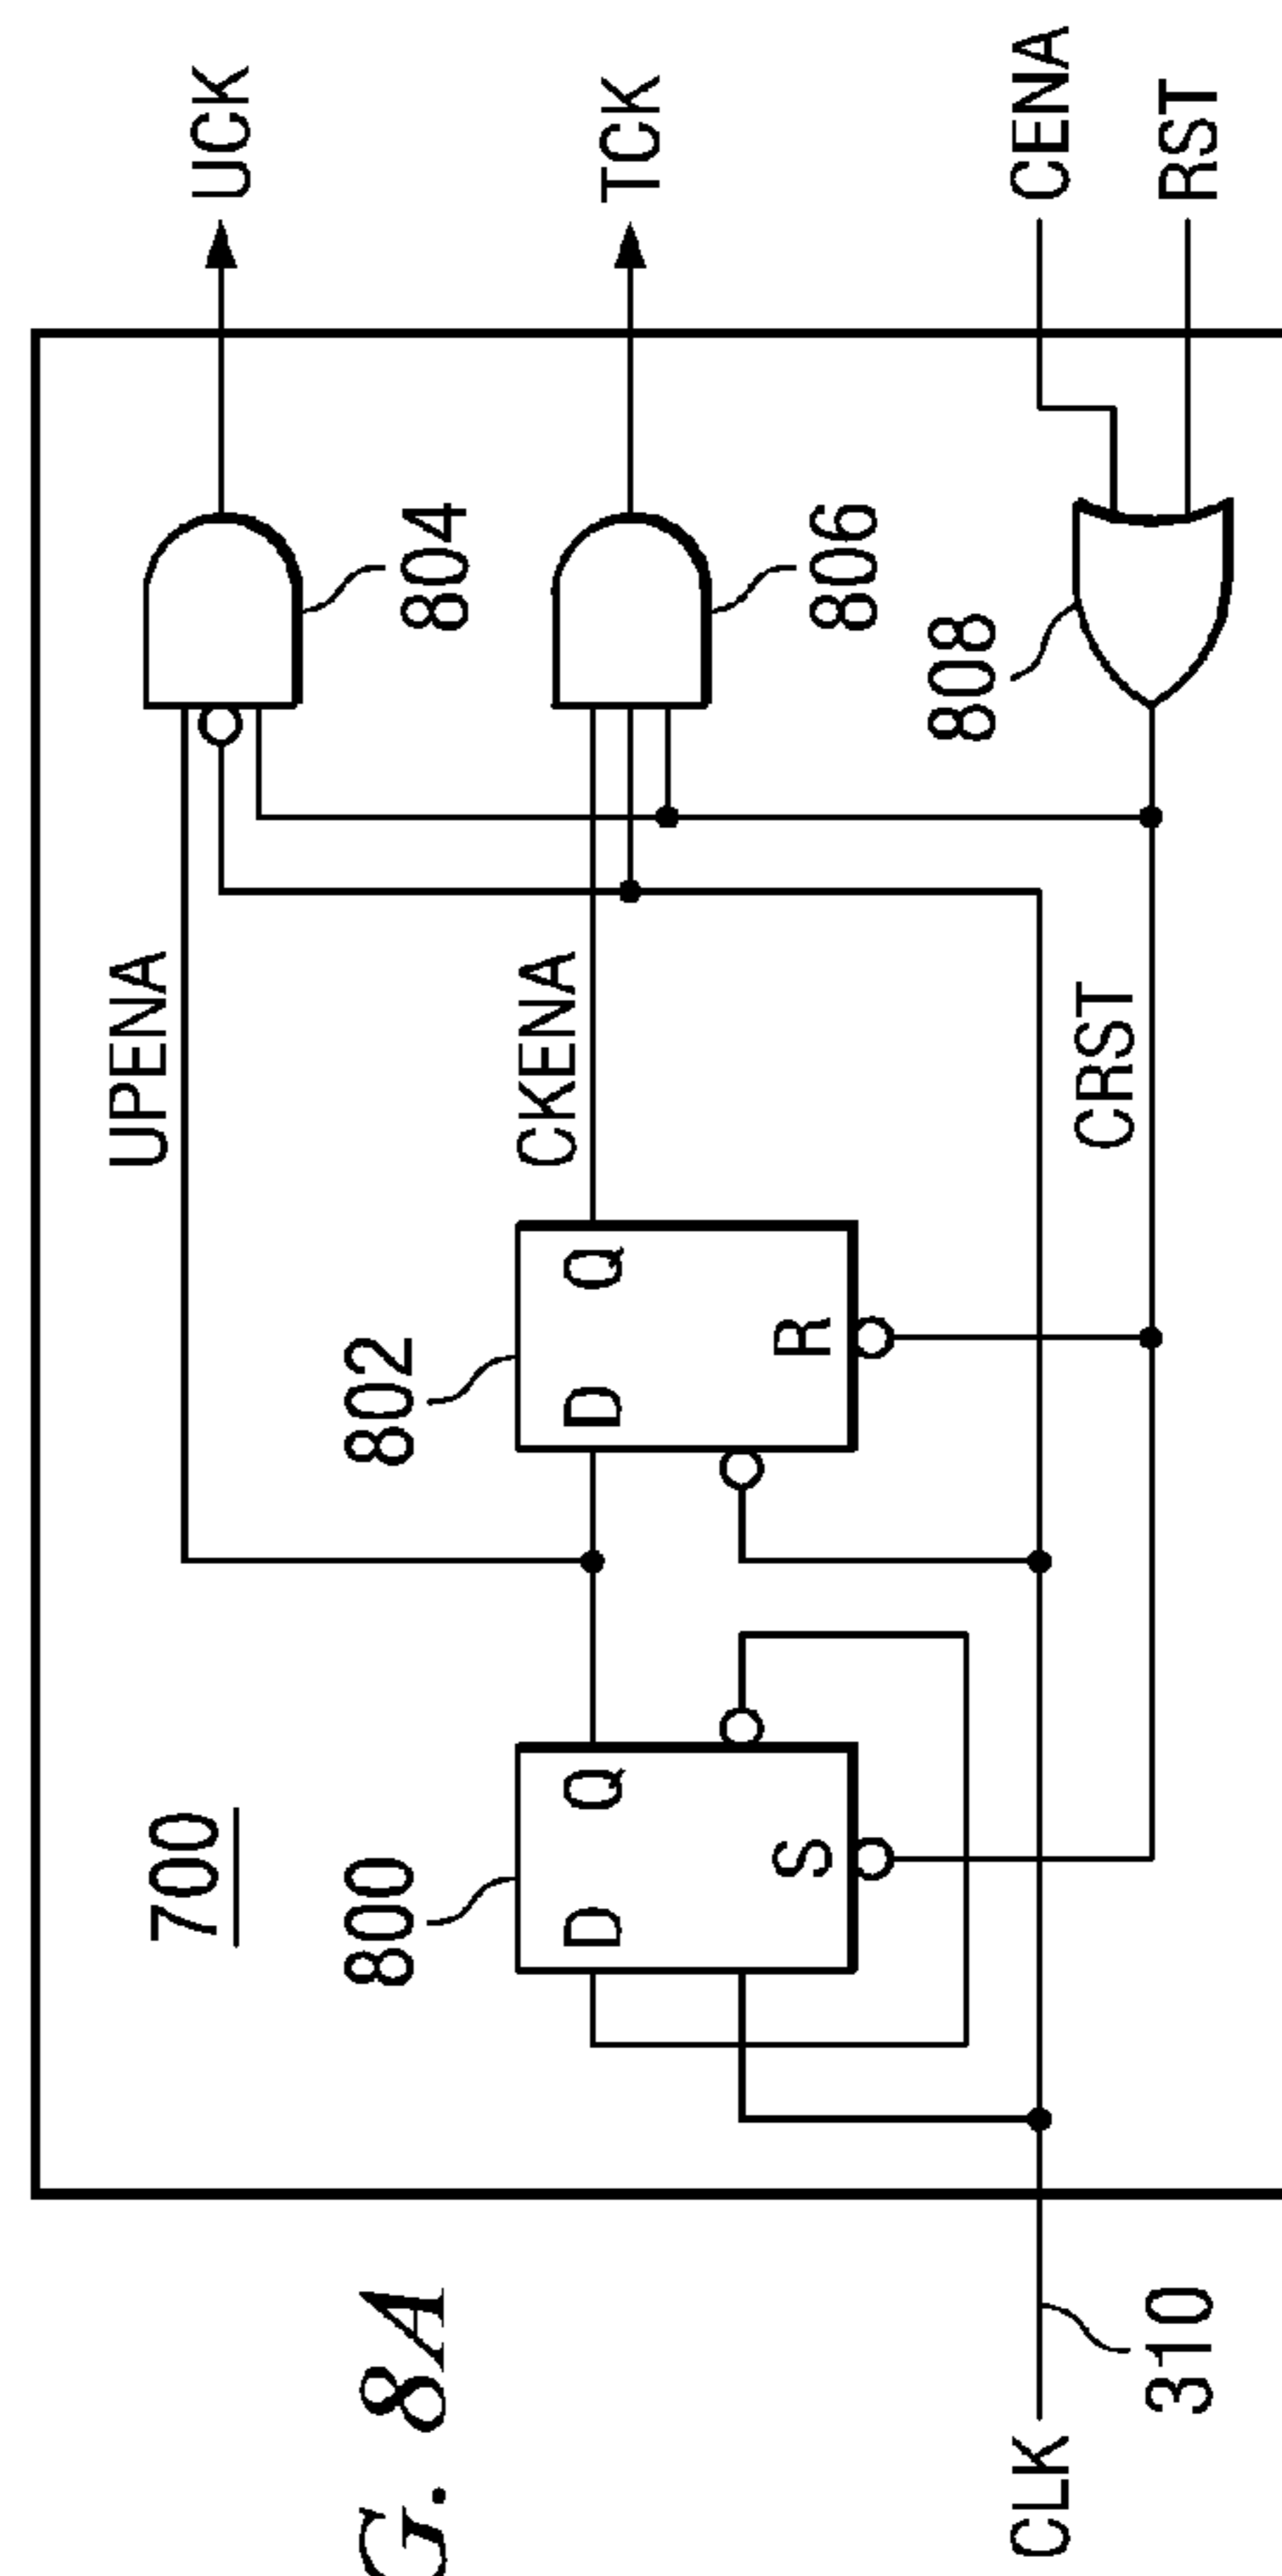 G. 8A
700
UCK
UPENA
804
TCK
CKENA
806
800
D
Q
S
802
D
Q
R
808
CRST
CENA
RST
CLK
310